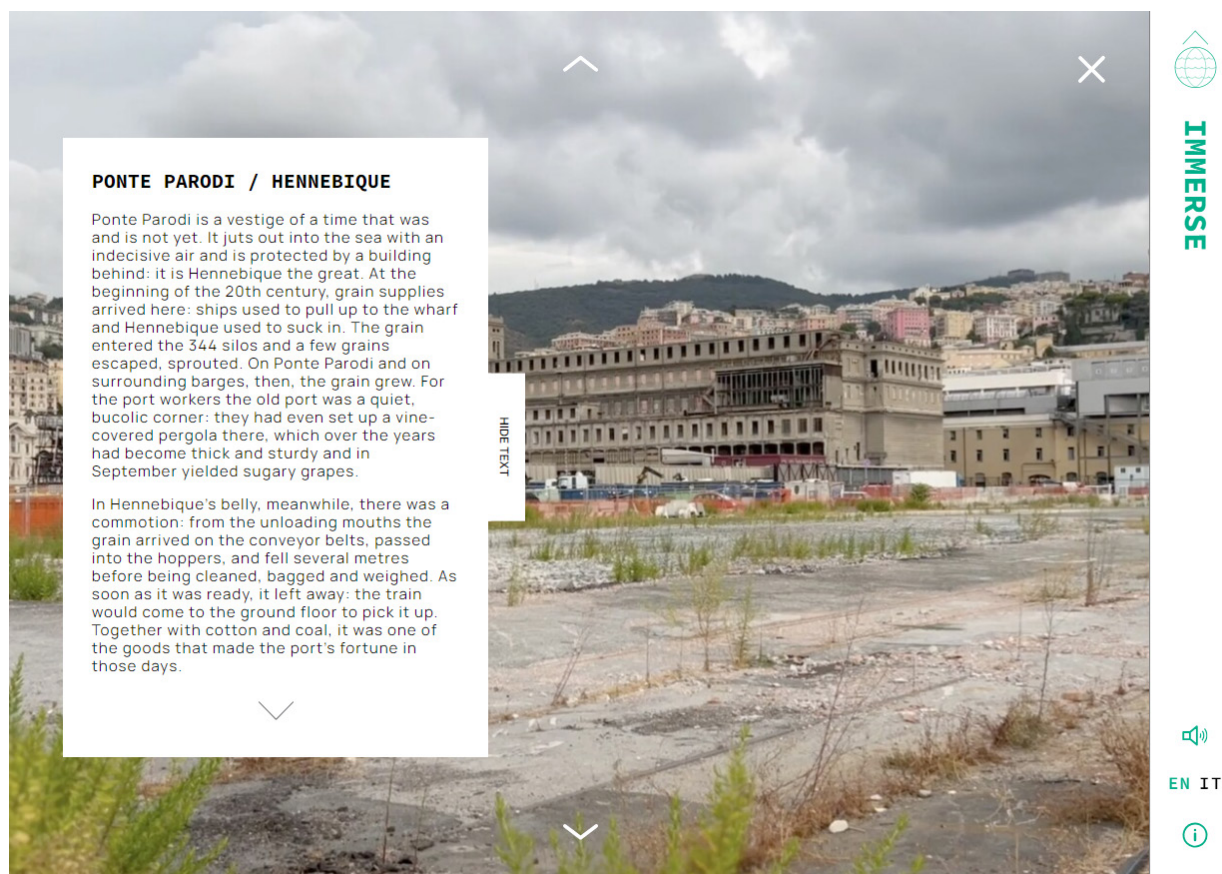 PONTE PARODI / HENNEBIQUE
Ponte Parodi is a vestige of a time that was
and is not yet. It juts out into the sea with an
indecisive air and is protected by a building
behind: it is Hennebique the great. At the
beginning of the 20th century, grain supplies
arrived here: ships used to pull up to the wharf
and Hennebique used to suck in. The grain
entered the 344 silos and a few grains
escaped, sprouted. On Ponte Parodi and on
surrounding barges, then, the grain grew. For
the port workers the old port was a quiet,
bucolic corner: they had even set up a vine-
covered pergola there, which over the years
had become thick and sturdy and in
September yielded sugary grapes.
In Hennebique's belly, meanwhile, there was a
commotion: from the unloading mouths the
grain arrived on the conveyor belts, passed
into the hoppers, and fell several metres
before being cleaned, bagged and weighed. As
soon as it was ready, it left away: the train
would come to the ground floor to pick it up.
Together with cotton and coal, it was one of
the goods that made the port's fortune in
those days.
HIDE TEXT
IMMERSE
EN IT